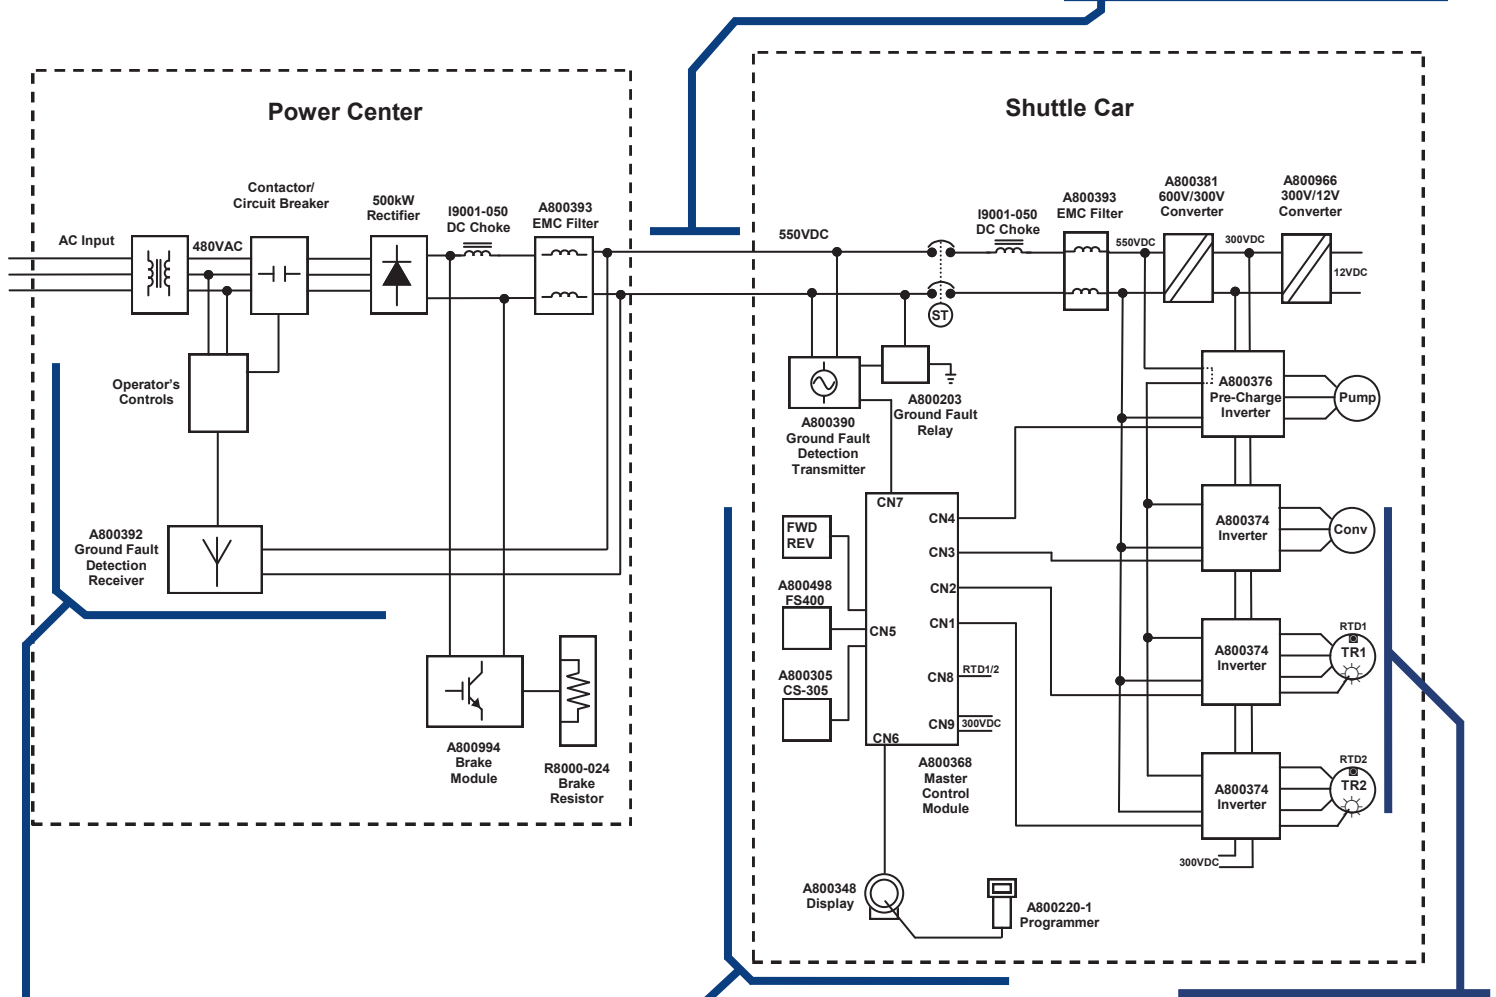 Power Center
AC Input
480VAC
Contactor/
Circuit Breaker
500kW
Rectifier
I9001-050
DC Choke
A800393
EMC Filter
Operator's
Controls
A800392
Ground Fault
Detection
Receiver
A800994
Brake
Module
R8000-024
Brake
Resistor
Shuttle Car
550VDC
ST
I9001-050
DC Choke
A800393
EMC Filter
550VDC
A800381
600V/300V
Converter
300VDC
A800966
300V/12V
Converter
12VDC
A800390
Ground Fault
Detection
Transmitter
A800203
Ground Fault
Relay
A800376
Pre-Charge
Inverter
Pump
CN7
CN4
CN3
CN2
CN1
CN5
CN8
RTD1/2
CN9
300VDC
CN6
FWD
REV
A800498
FS400
A800305
CS-305
A800368
Master
Control
Module
A800374
Inverter
Conv
A800374
Inverter
RTD1
TR1
A800374
Inverter
RTD2
TR2
300VDC
A800348
Display
A800220-1
Programmer